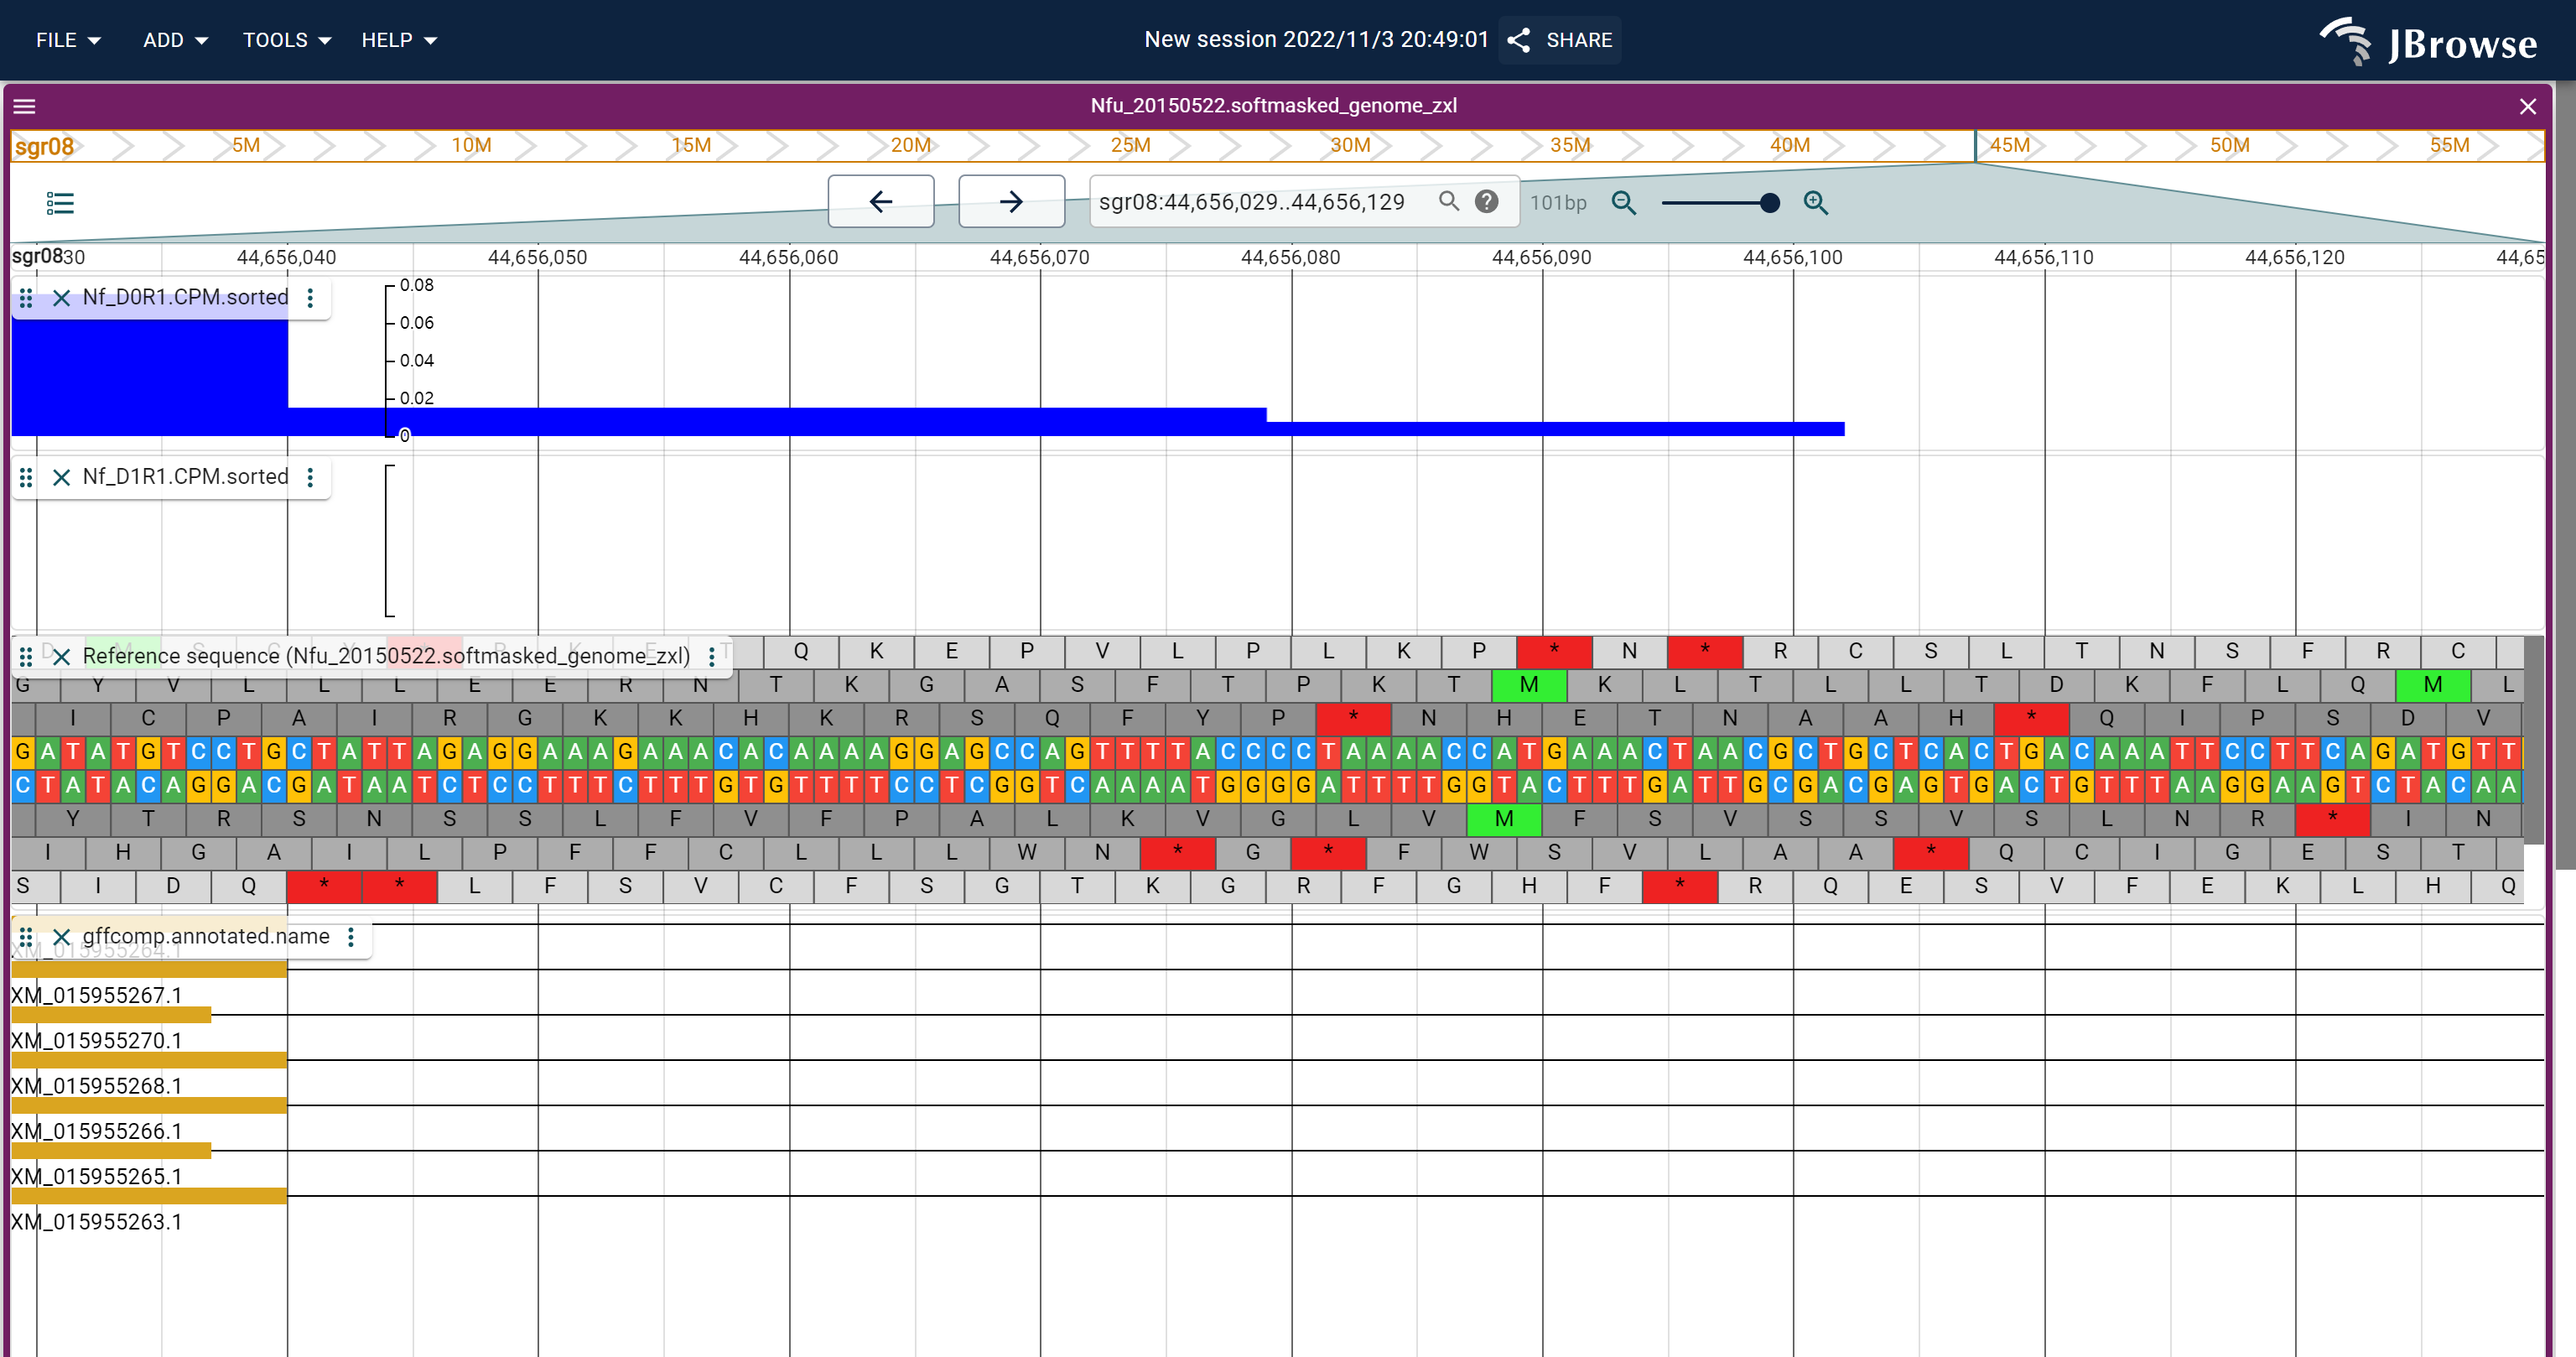 FILE ADD TOOLS HELP New session 2022/11/3 20:49:01 SHARE JBrowse
Nfu_20150522.softmasked_genome_zxl
sgr08 5M 10M 15M 20M 25M 30M 35M 40M 45M 50M 55M
sgr08:44,656,029..44,656,129 101bp
sgr08 30 44,656,040 44,656,050 44,656,060 44,656,070 44,656,080 44,656,090 44,656,100 44,656,110 44,656,120 44,65
Nf_D0R1.CPM.sorted
0.08
0.06
0.04
0.02
0
Nf_D1R1.CPM.sorted
Reference sequence (Nfu_20150522.softmasked_genome_zxl)
T Q K E P V L P L K P * N * R C S L T N S F R C
G Y V L L L E E R N T K G A S F T P K T M K L T L L T D K F L Q M L
I C P A I R G K K H K R S Q F Y P * N H E T N A A H * Q I P S D V
G A T A T G T C C T G C T A T T A G A G G A A A G A A A C A C A A A A G G A G C C A G T T T T A C C C C T A A A A C C A T G A A A C T A A C G C T G C T C A C T G A C A A A T T C C T T C A G A T G T T
C T A T A C A G G A C G A T A A T C T C C T T T C T T T G T G T T T T C C T C G G T C A A A A T G G G G A T T T T G G T A C T T T G A T T G C G A C G A G T G A C T G T T T A A G G A A G T C T A C A A
Y T R S N S S L F V F P A L K V G L V M F S V S S V S L N R * I N
I H G A I L P F F C L L L W N * G * F W S V L A A * Q C I G E S T
S I D Q * * L F S V C F S G T K G R F G H F * R Q E S V F E K L H Q
gffcomp.annotated.name
XM_015955264.1
XM_015955267.1
XM_015955270.1
XM_015955268.1
XM_015955266.1
XM_015955265.1
XM_015955263.1